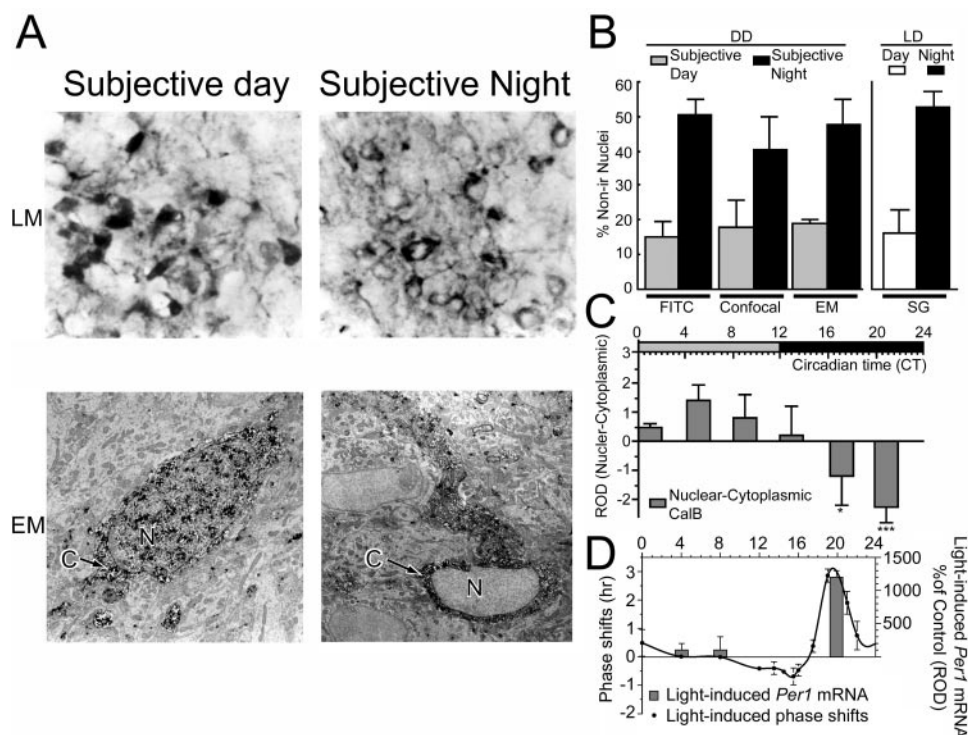 A
Subjective day
Subjective Night
LM
EM
C
N
C
N
B
DD
LD
Subjective Day
Subjective Night
Day Night
% Non-ir Nuclei
60
50
40
30
20
10
0
FITC Confocal EM SG
C
0 4 8 12 16 20 24
Circadian time (CT)
ROD (Nucler-Cytoplasmic)
3
2
1
0
-1
-2
Nuclear-Cytoplasmic
CalB
*
***
D
0 4 8 12 16 20 24
Phase shifts (hr)
3
2
1
0
-1
-2
1500
1000
500
Light-induced Per1 mRNA
%of Control (ROD)
Light-induced Per1 mRNA
Light-induced phase shifts